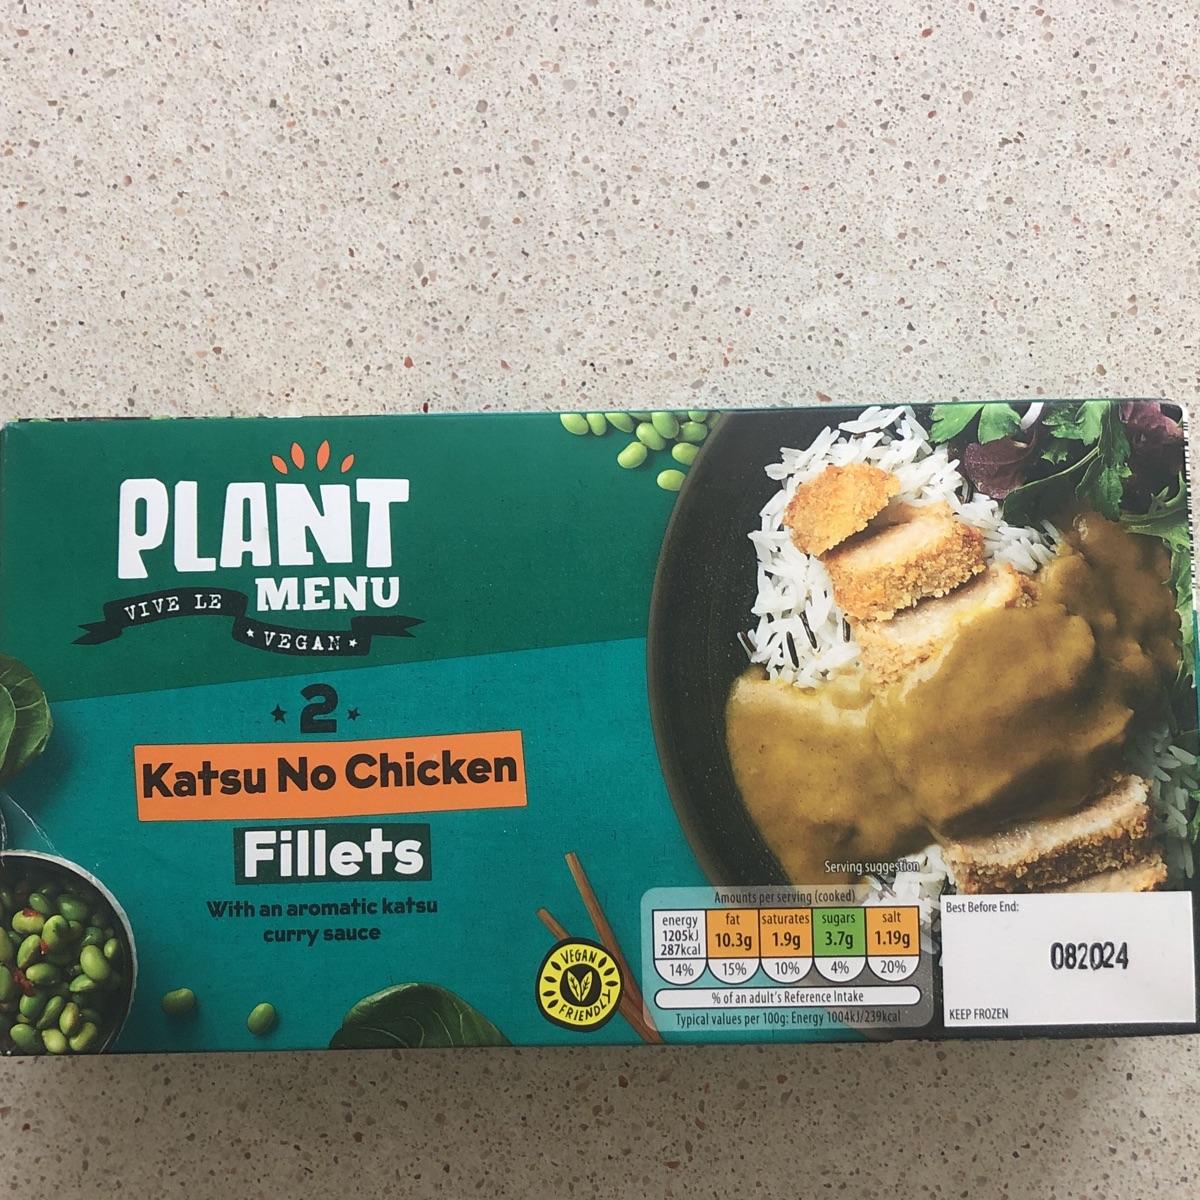 PLANT
MENU
VIVE LE
★ VEGAN ★
★ 2 ★
Katsu No Chicken
Fillets
With an aromatic katsu
curry sauce
VEGAN
FRIENDLY
Serving suggestion
Amounts per serving (cooked)
energy fat saturates sugars salt
1205kJ
287kcal 10.3g 1.9g 3.7g 1.19g
14% 15% 10% 4% 20%
% of an adult's Reference Intake
Typical values per 100g: Energy 1004kJ/239kcal
Best Before End:
082024
KEEP FROZEN